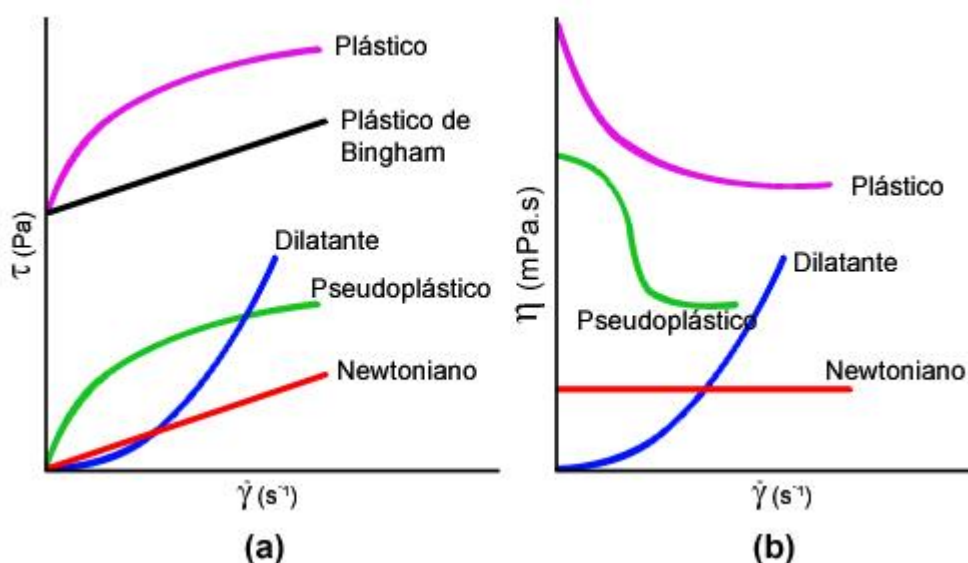 Plástico
Plástico de
Bingham
τ (Pa)
Dilatante
Pseudoplástico
Newtoniano
γ̇ (s⁻¹)
(a)
η (mPa.s)
Plástico
Dilatante
Pseudoplástico
Newtoniano
γ̇ (s⁻¹)
(b)